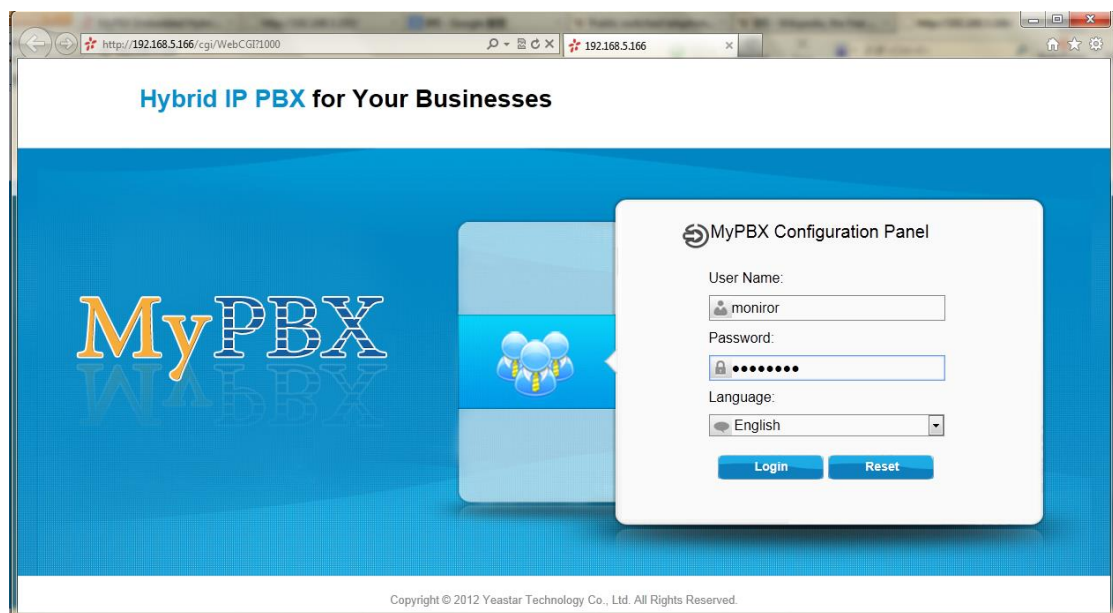 http://192.168.5.166/cgi/WebCGI?1000
192.168.5.166
Hybrid IP PBX for Your Businesses
MyPBX
MyPBX Configuration Panel
User Name:
moniror
Password:
••••••••
Language:
English
Login Reset
Copyright © 2012 Yeastar Technology Co., Ltd. All Rights Reserved.